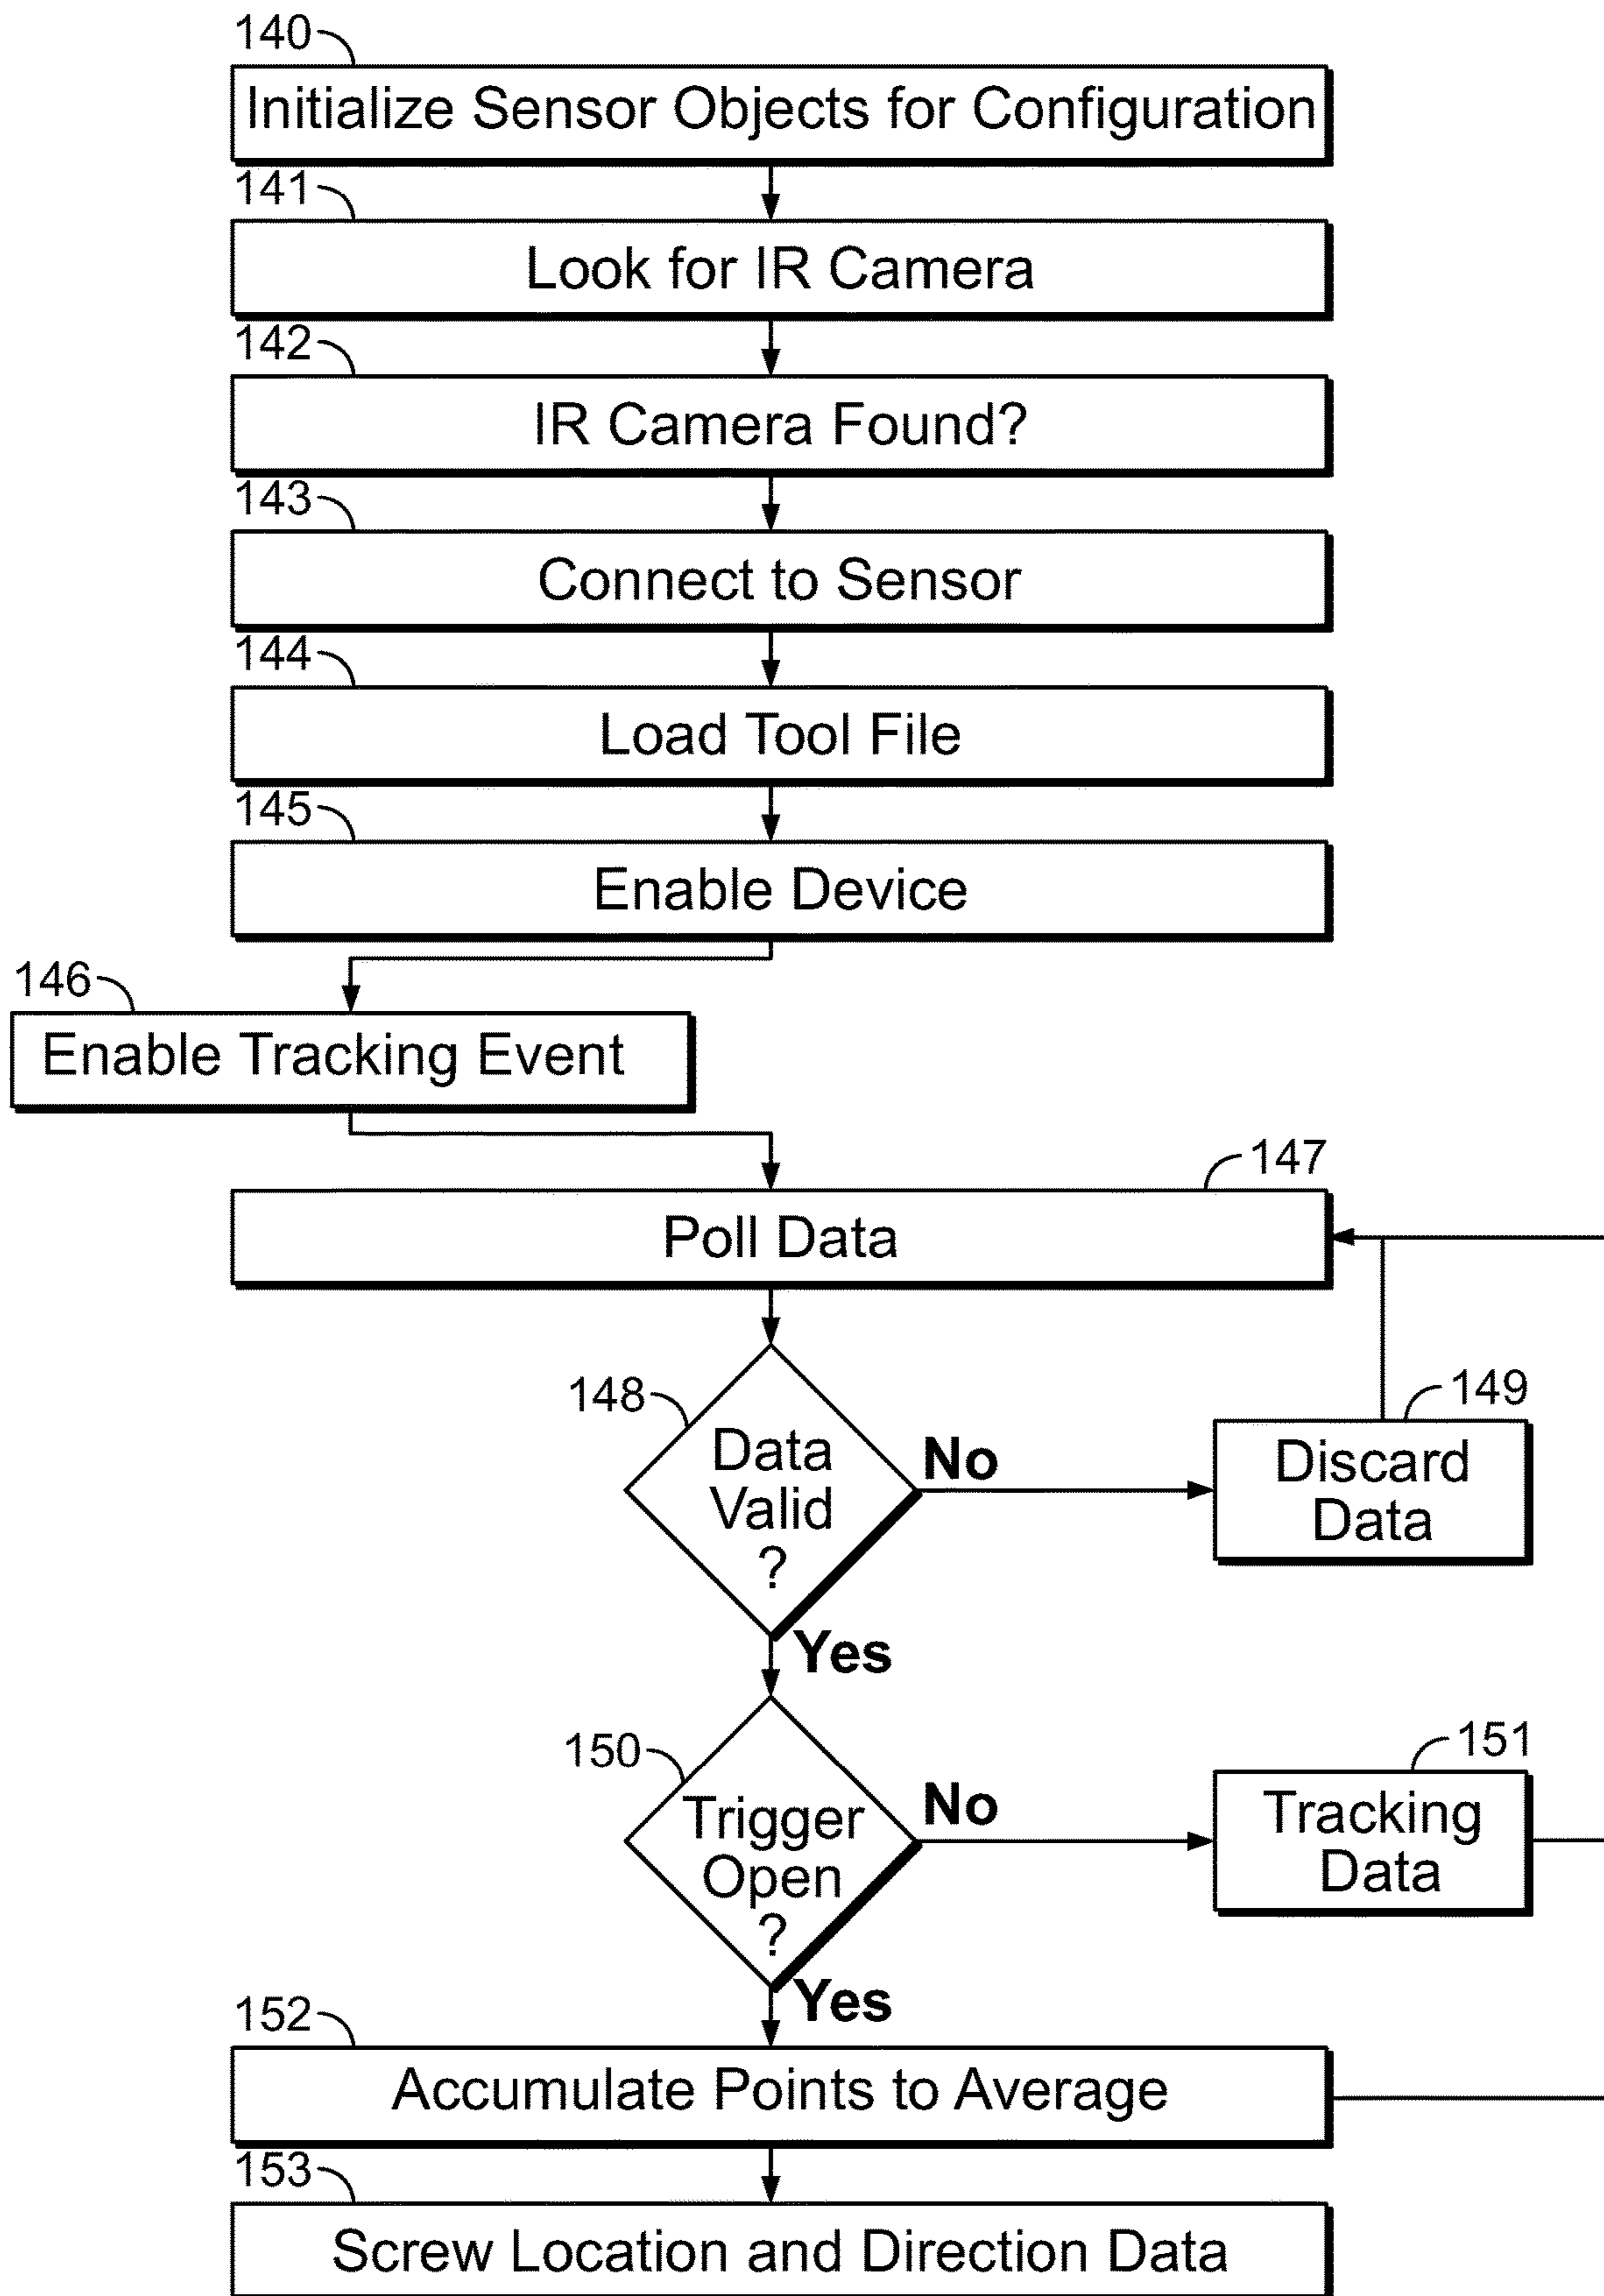 140
Initialize Sensor Objects for Configuration
141
Look for IR Camera
142
IR Camera Found?
143
Connect to Sensor
144
Load Tool File
145
Enable Device
146
Enable Tracking Event
147
Poll Data
148
Data
Valid
?
No
149
Discard
Data
Yes
150
Trigger
Open
?
No
151
Tracking
Data
Yes
152
Accumulate Points to Average
153
Screw Location and Direction Data